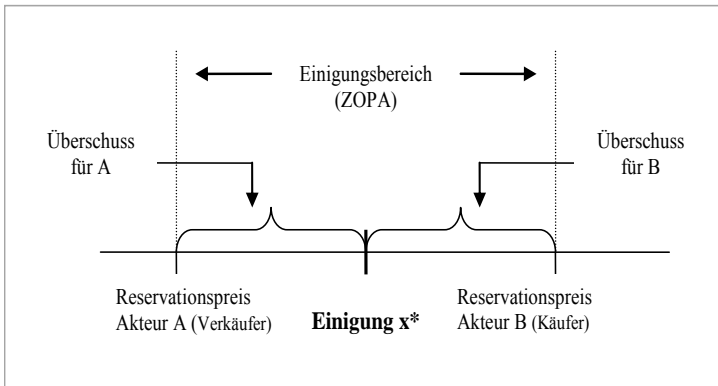 Einigungsbereich
(ZOPA)
Überschuss
für A
Überschuss
für B
Reservationspreis
Akteur A (Verkäufer)
Einigung x*
Reservationspreis
Akteur B (Käufer)